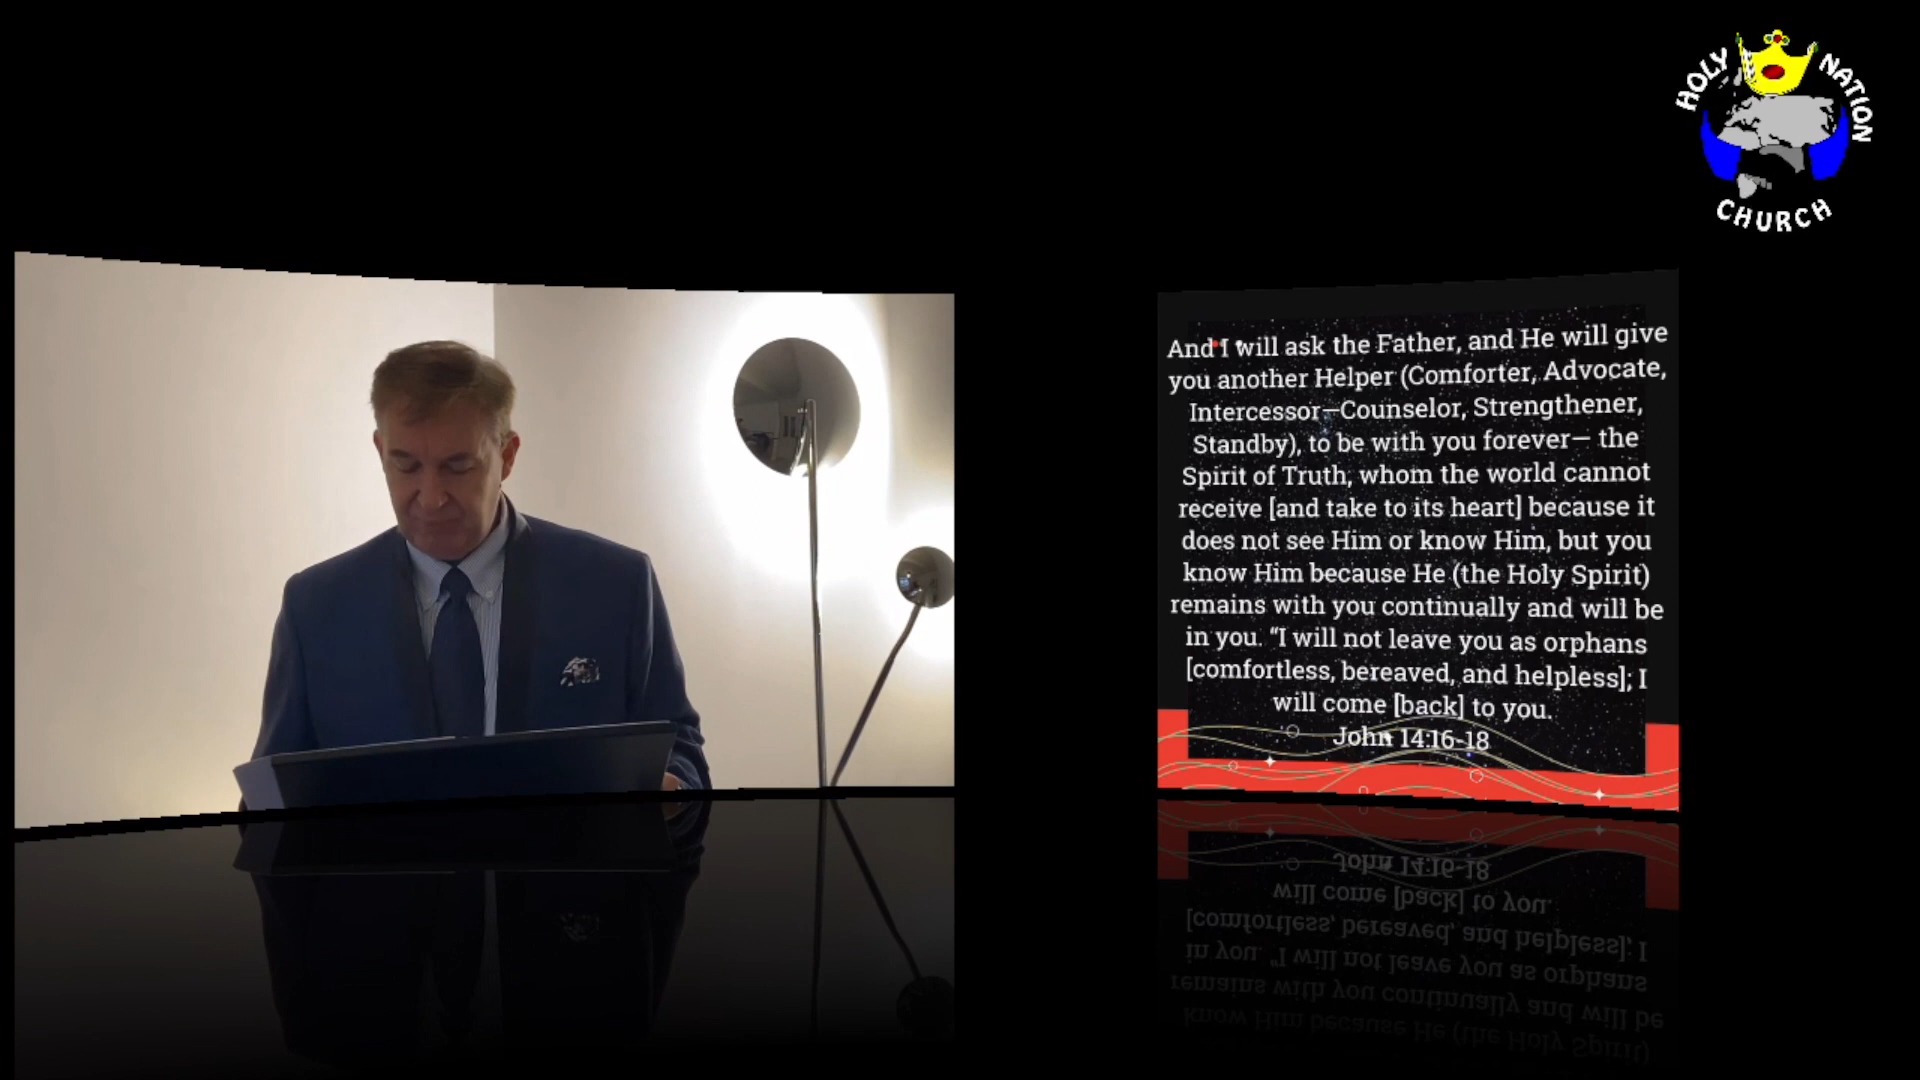 HOLY NATION
CHURCH
And I will ask the Father, and He will give
you another Helper (Comforter, Advocate,
Intercessor—Counselor, Strengthener,
Standby), to be with you forever— the
Spirit of Truth, whom the world cannot
receive [and take to its heart] because it
does not see Him or know Him, but you
know Him because He (the Holy Spirit)
remains with you continually and will be
in you. “I will not leave you as orphans
[comfortless, bereaved, and helpless]; I
will come [back] to you.
John 14:16-18